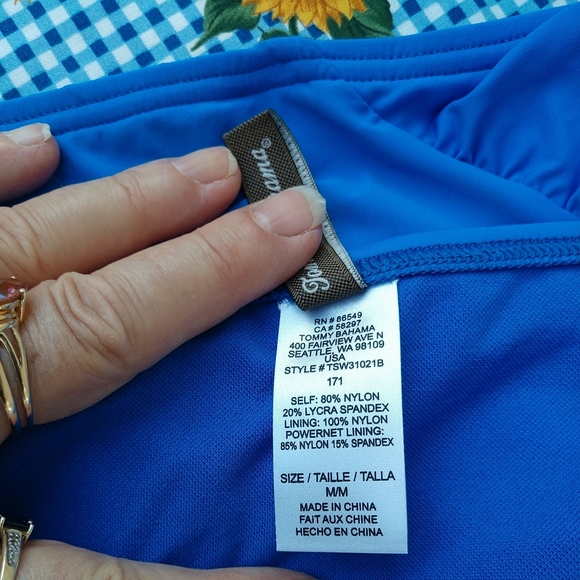 RN # 86549
CA # 58297
TOMMY BAHAMA
400 FAIRVIEW AVE N
SEATTLE, WA 98109
USA
STYLE # TSW31021B
171
SELF: 80% NYLON
20% LYCRA SPANDEX
LINING: 100% NYLON
POWERNET LINING:
85% NYLON 15% SPANDEX
SIZE / TAILLE / TALLA
M/M
MADE IN CHINA
FAIT AUX CHINE
HECHO EN CHINA